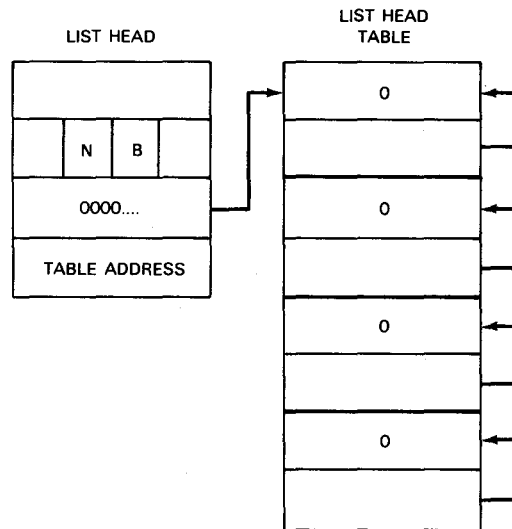 LIST HEAD
N B
0000....
TABLE ADDRESS
LIST HEAD
TABLE
0
0
0
0